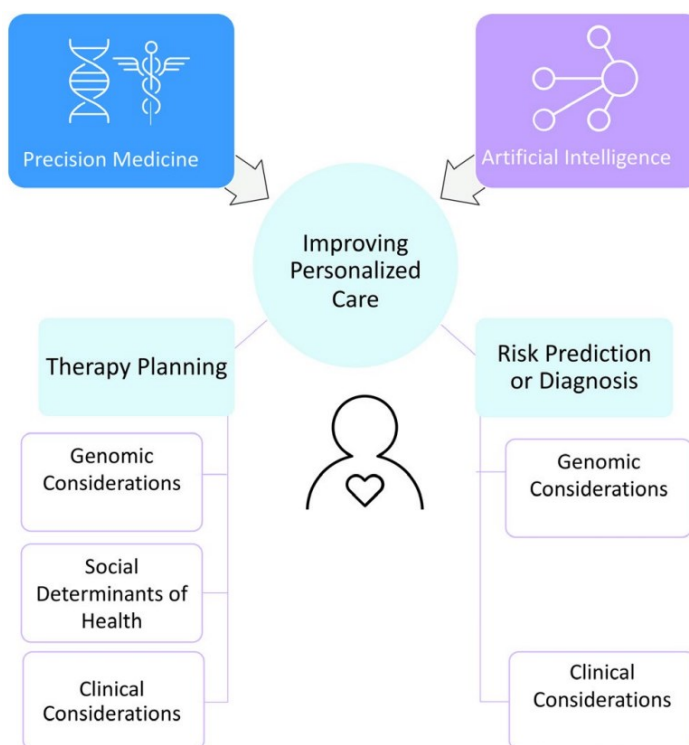 Precision Medicine
Artificial Intelligence
Improving
Personalized
Care
Therapy Planning
Risk Prediction
or Diagnosis
Genomic
Considerations
Social
Determinants of
Health
Clinical
Considerations
Genomic
Considerations
Clinical
Considerations